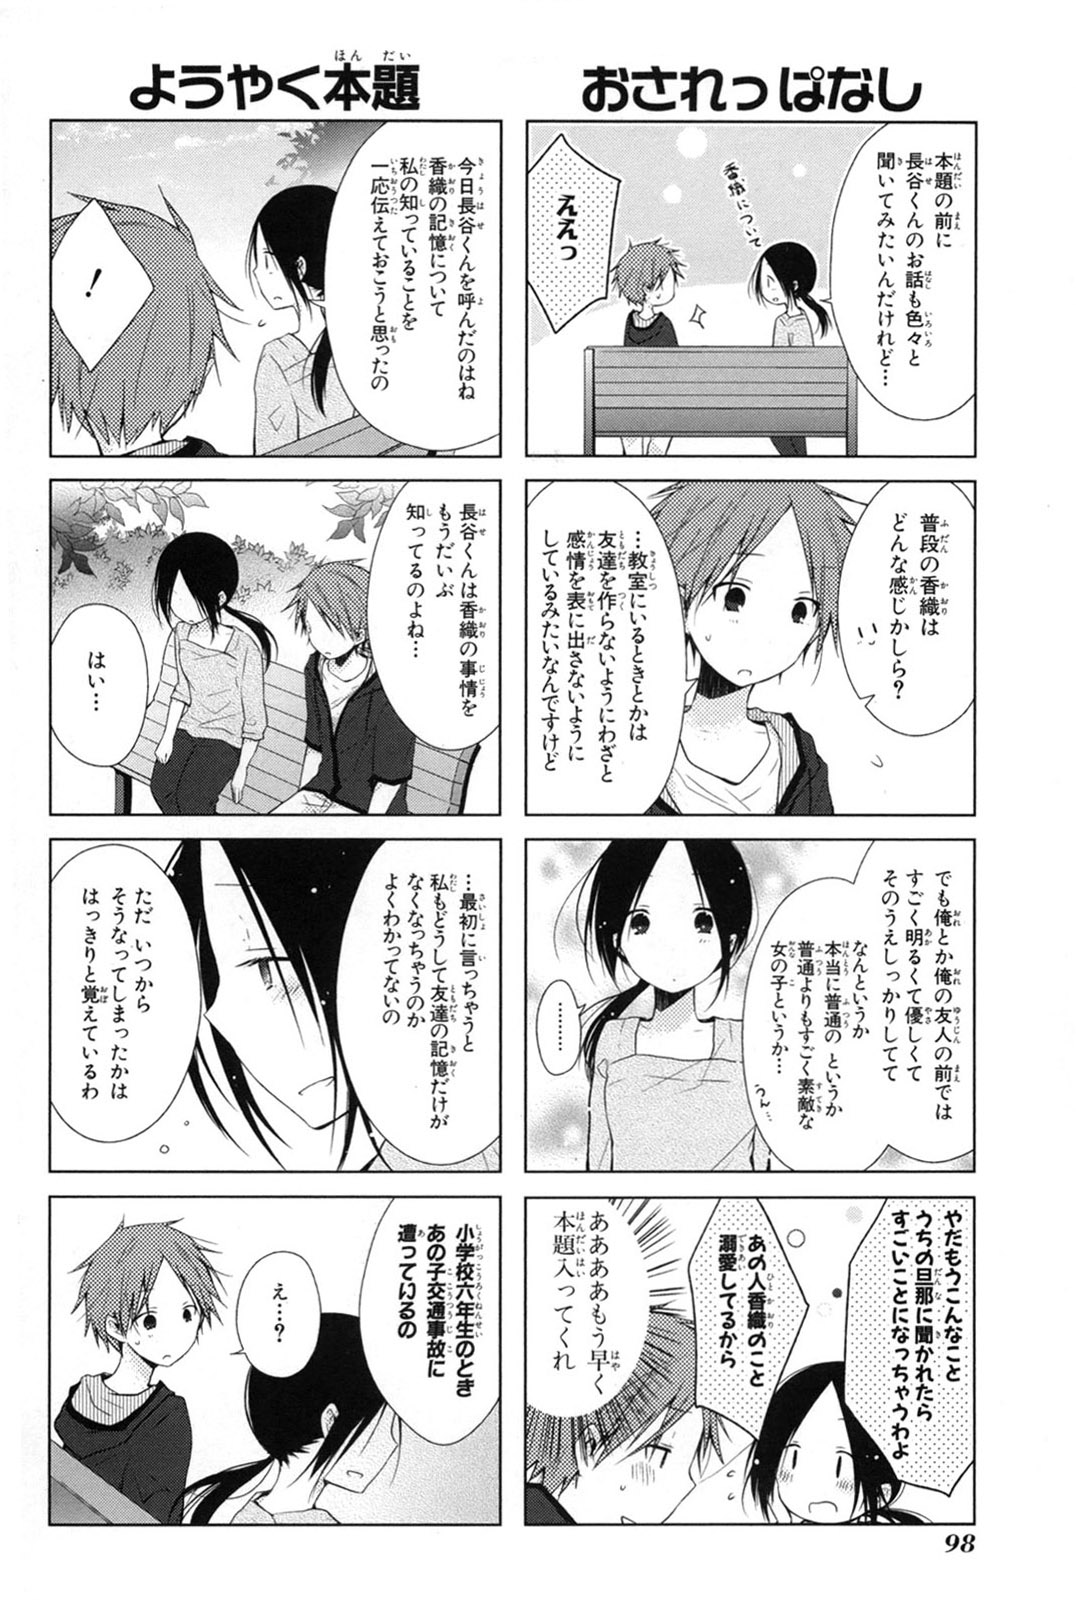 おされっぱなし
本題の前に
長谷くんのお話も色々と
聞いてみたいんだけれど…
香織について
ええっ
普段の香織は
どんな感じかしら?
いい
…教室にいるときとかは
友達を作らないようにわざと
感情を表に出さないように
しているみたいなんですけど
でも俺とか俺の友人の前では
すごく明るくて優しくて
そのうえしっかりしてて
なんというか
本当に普通の というか
普通よりもすごく素敵な
女の子というか…
うん…
………
やだもうこんなこと
うちの旦那に聞かれたら
すごいことになっちゃうわよ
あの人香織のこと
溺愛してるから
ああああもう早く
本題入ってくれ
ようやく本題
今日長谷くんを呼んだのはね
香織の記憶について
私の知っていることを
一応伝えておこうと思ったの
!
長谷くんは香織の事情を
もうだいぶ
知ってるのよね…
はい…
…最初に言っちゃうと
私もどうして友達の記憶だけが
なくなっちゃうのか
よくわかってないの
ただ いつから
そうなってしまったかは
はっきりと覚えているわ
小学校六年生のとき
あの子交通事故に
遭っているの
え…?
98